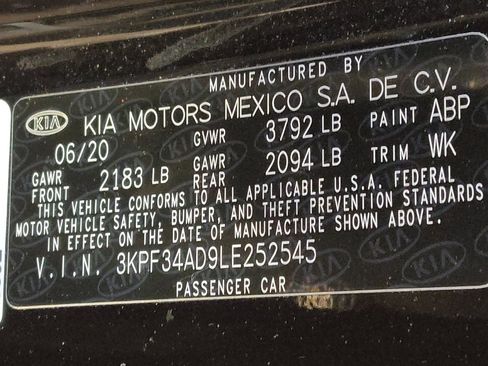 MANUFACTURED BY
KIA KIA MOTORS MEXICO S.A. DE C.V.
06/20 GVWR 3792 LB PAINT ABP
GAWR FRONT 2183 LB GAWR REAR 2094 LB TRIM WK
THIS VEHICLE CONFORMS TO ALL APPLICABLE U.S.A. FEDERAL
MOTOR VEHICLE SAFETY, BUMPER, AND THEFT PREVENTION STANDARDS
IN EFFECT ON THE DATE OF MANUFACTURE SHOWN ABOVE.
V.I.N. 3KPF34AD9LE252545
PASSENGER CAR